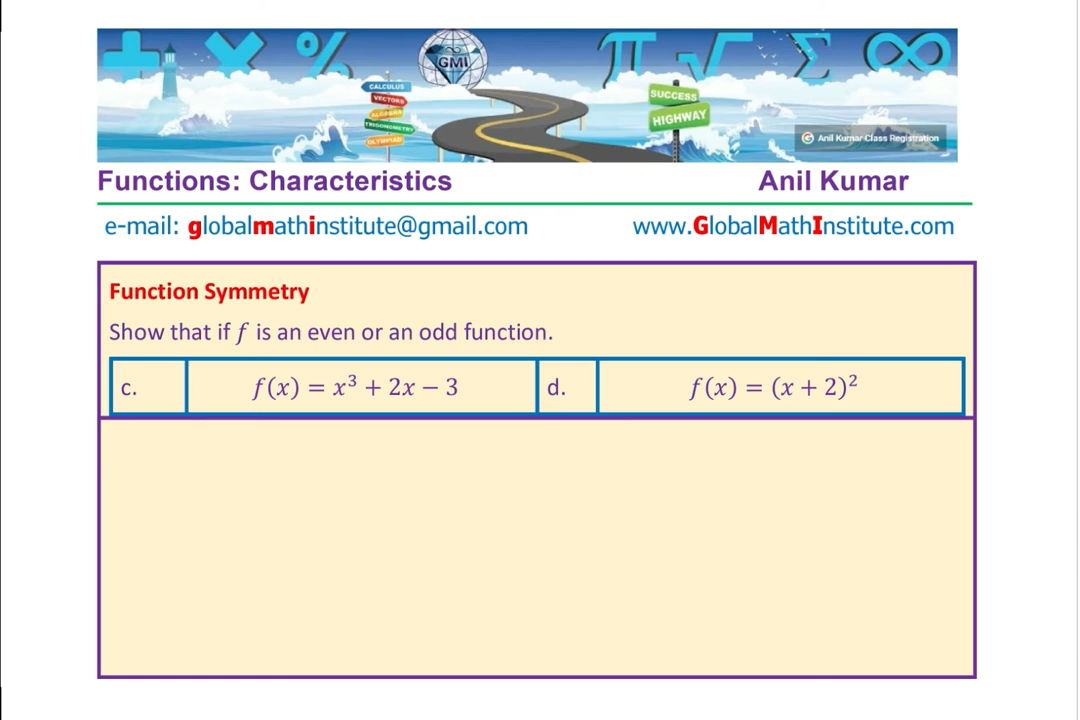 + × % GMI π √ Σ ∞
CALCULUS
VECTORS
ALGEBRA
TRIGONOMETRY
OLYMPIAD
SUCCESS
HIGHWAY
G Anil Kumar Class Registration
Functions: Characteristics Anil Kumar
e-mail: globalmathinstitute@gmail.com www.GlobalMathInstitute.com
Function Symmetry
Show that if f is an even or an odd function.
c. f(x) = x³ + 2x − 3 d. f(x) = (x + 2)²